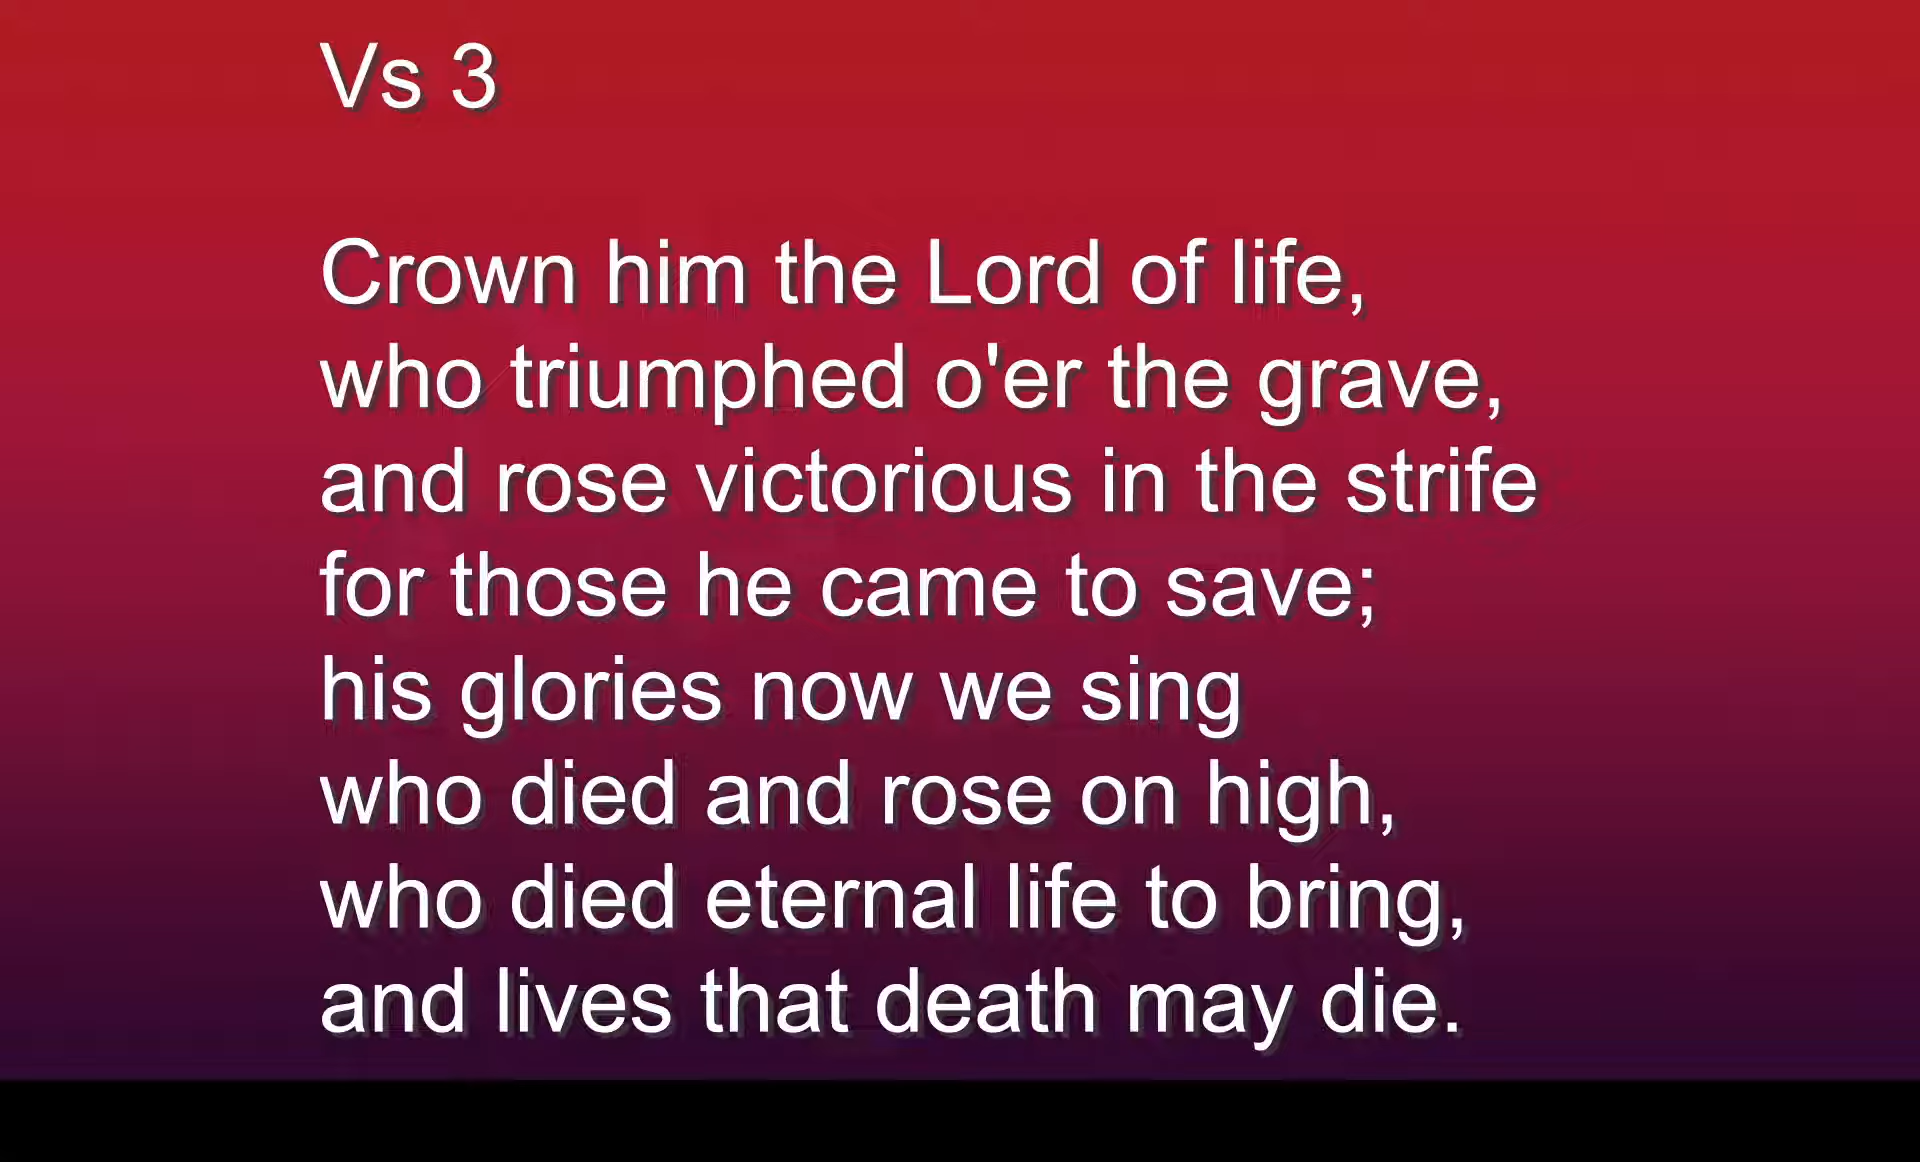 Vs 3
Crown him the Lord of life,
who triumphed o'er the grave,
and rose victorious in the strife
for those he came to save;
his glories now we sing
who died and rose on high,
who died eternal life to bring,
and lives that death may die.